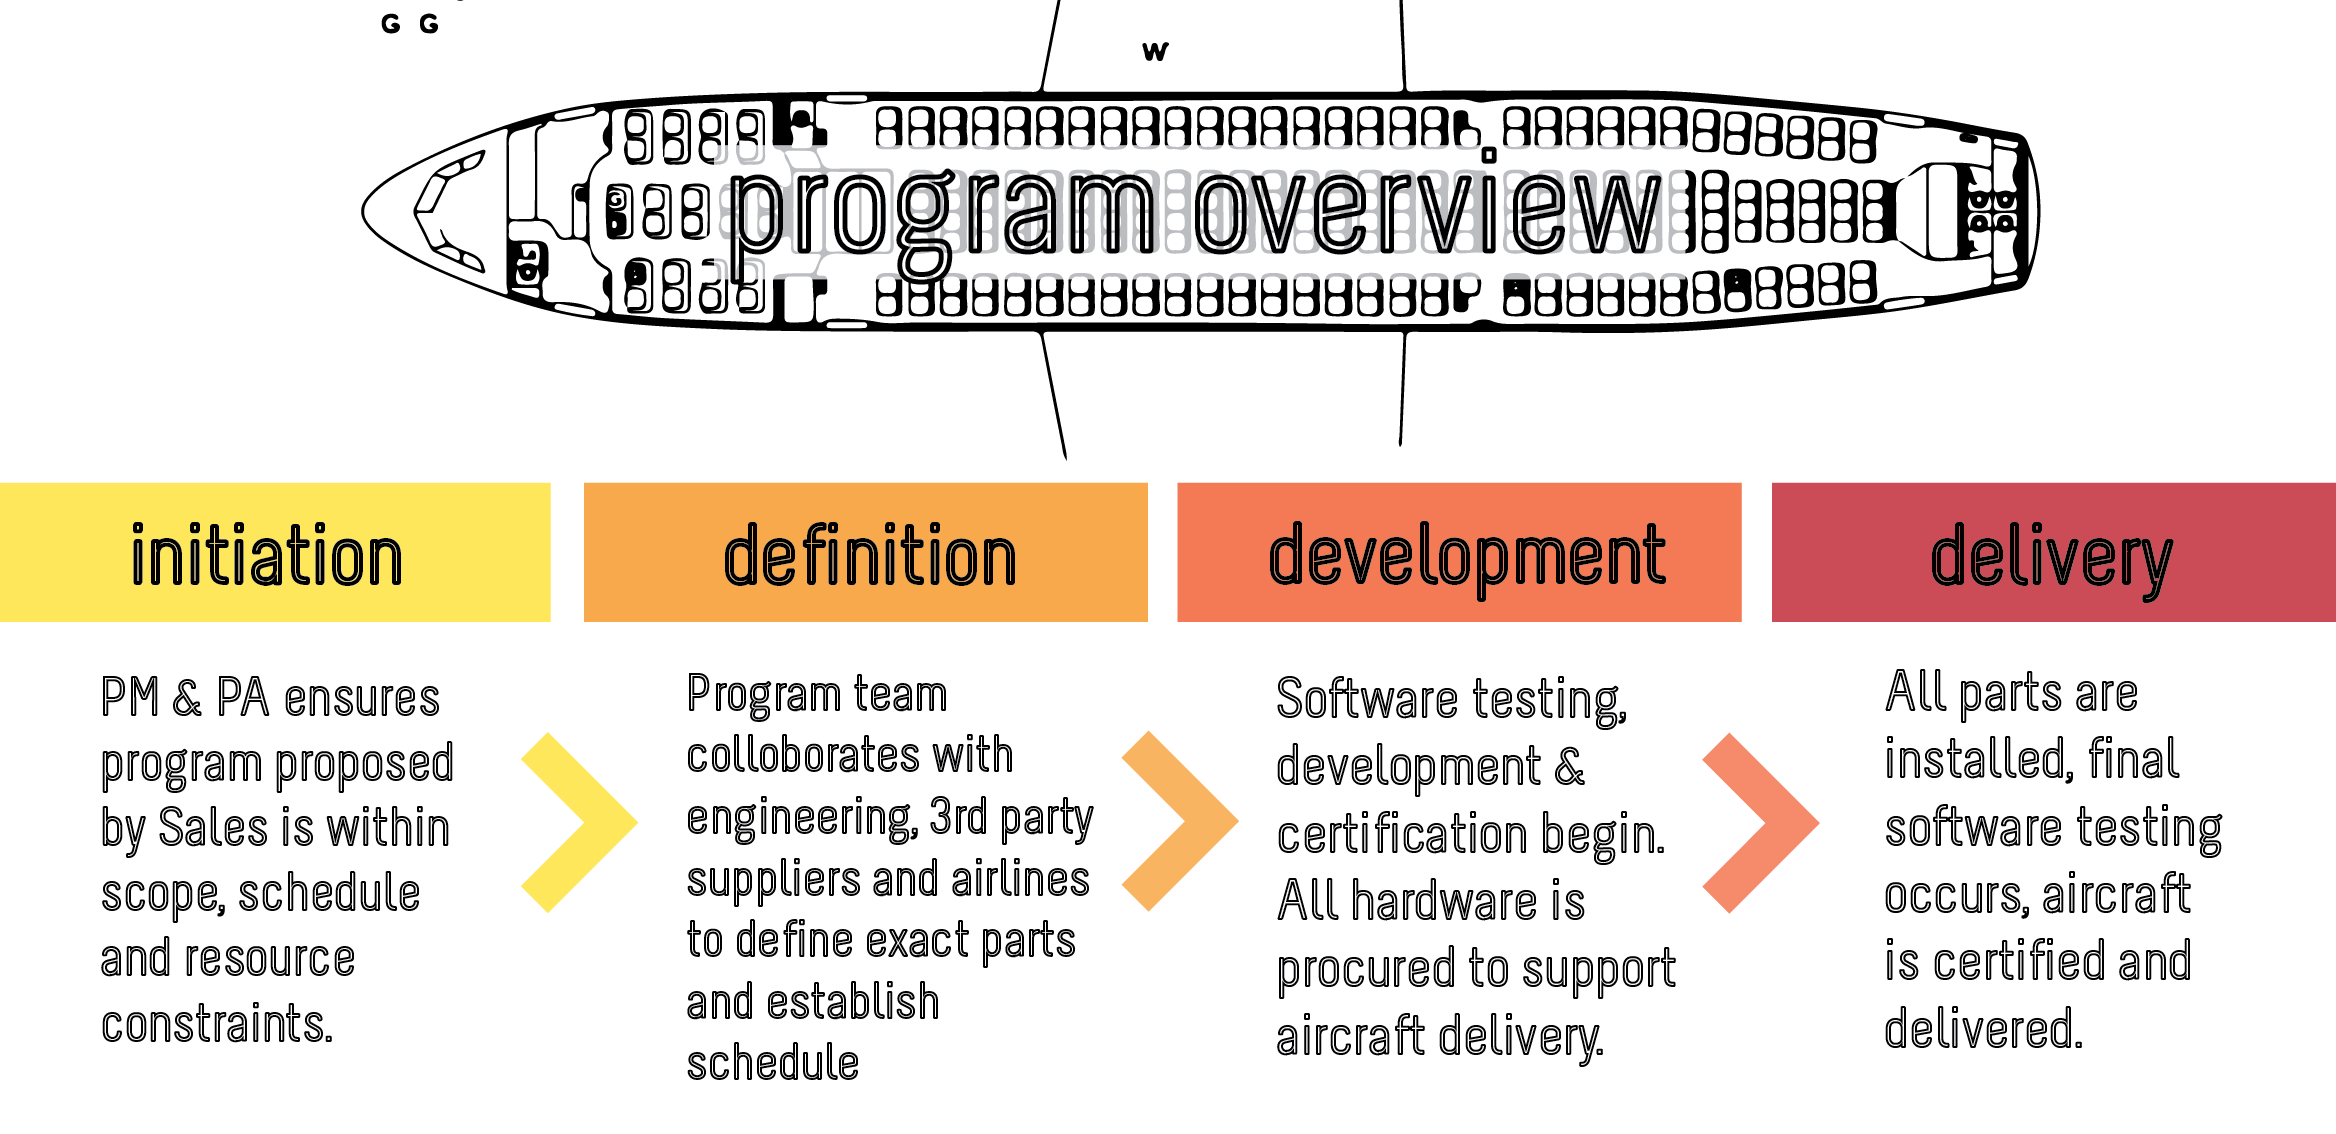 G G
W
program overview
initiation
definition
development
delivery
PM & PA ensures
program proposed
by Sales is within
scope, schedule
and resource
constraints.
Program team
colloborates with
engineering, 3rd party
suppliers and airlines
to define exact parts
and establish
schedule
Software testing,
development &
certification begin.
All hardware is
procured to support
aircraft delivery.
All parts are
installed, final
software testing
occurs, aircraft
is certified and
delivered.